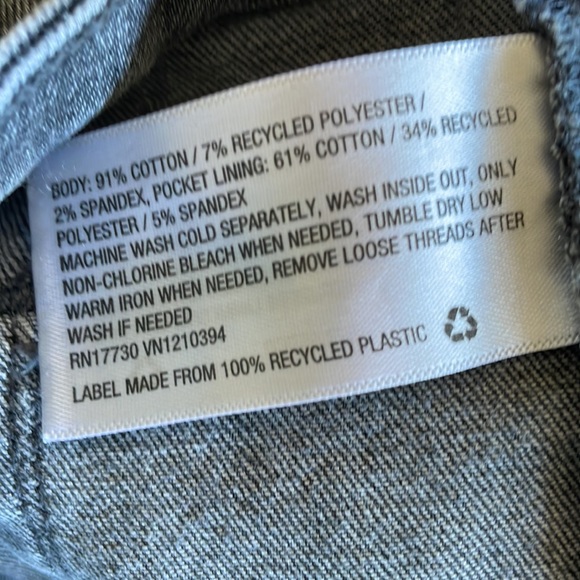 BODY: 91% COTTON / 7% RECYCLED POLYESTER /
2% SPANDEX, POCKET LINING: 61% COTTON / 34% RECYCLED
POLYESTER / 5% SPANDEX
MACHINE WASH COLD SEPARATELY, WASH INSIDE OUT, ONLY
NON-CHLORINE BLEACH WHEN NEEDED, TUMBLE DRY LOW
WARM IRON WHEN NEEDED, REMOVE LOOSE THREADS AFTER
WASH IF NEEDED
RN17730 VN1210394
LABEL MADE FROM 100% RECYCLED PLASTIC